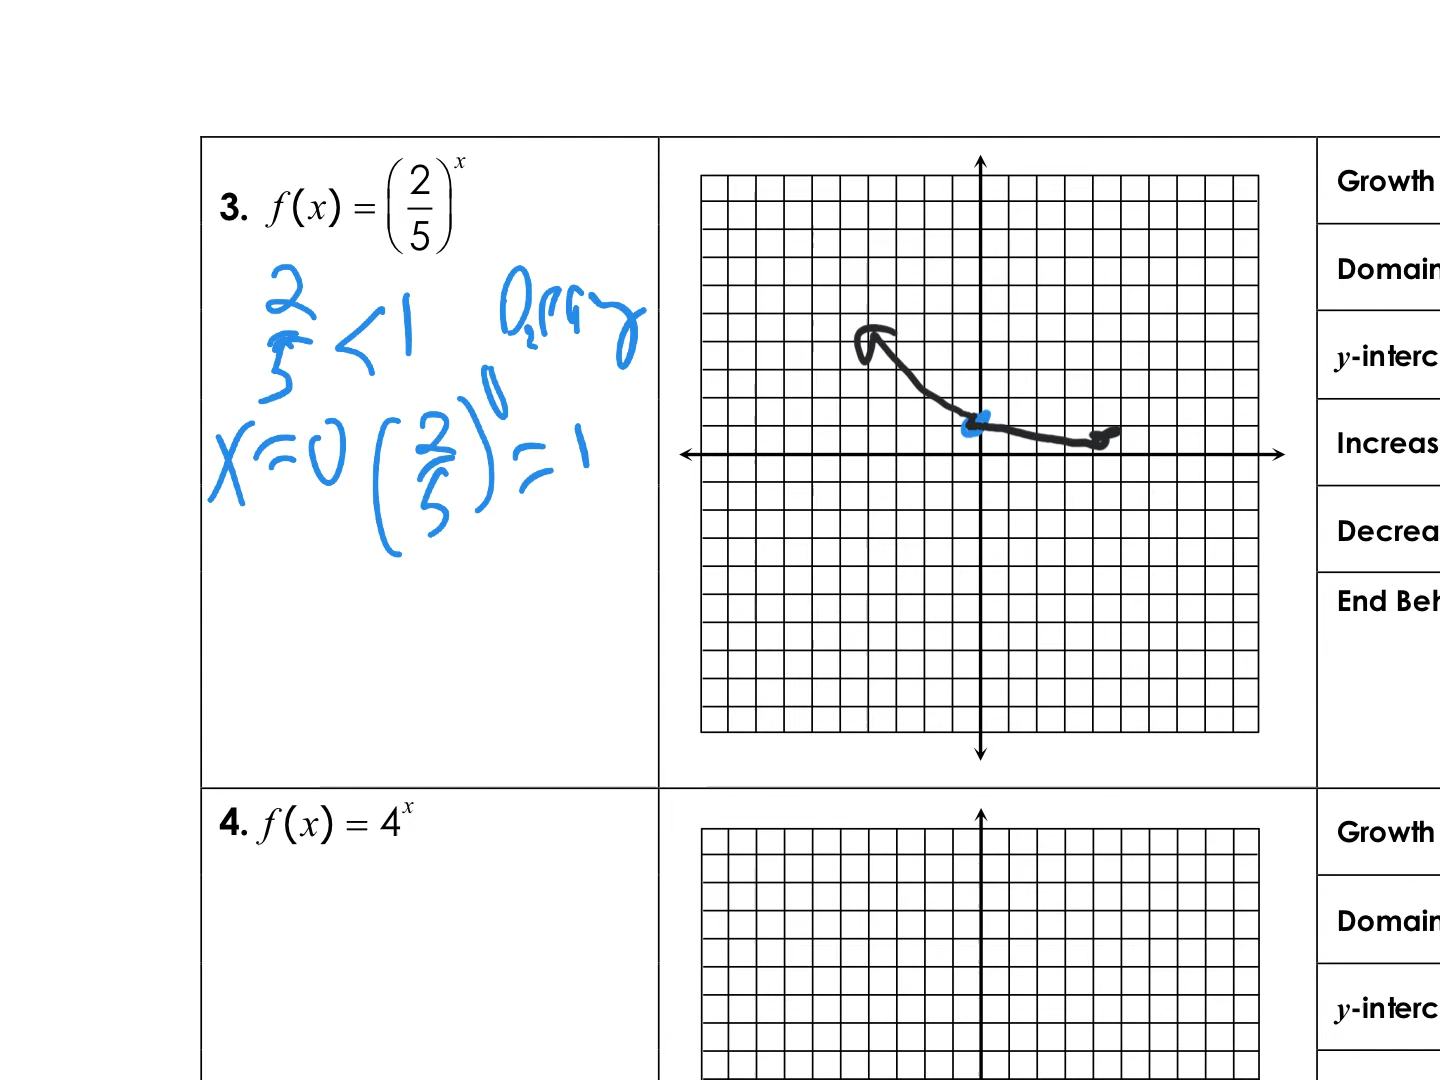 3. f(x) = (2/5)^x
2/5 < 1
x = 0 (2/5)^0 = 1
Growth
Domain
y-interc
Increas
Decrea
End Beh
4. f(x) = 4^x
Growth
Domain
y-interc